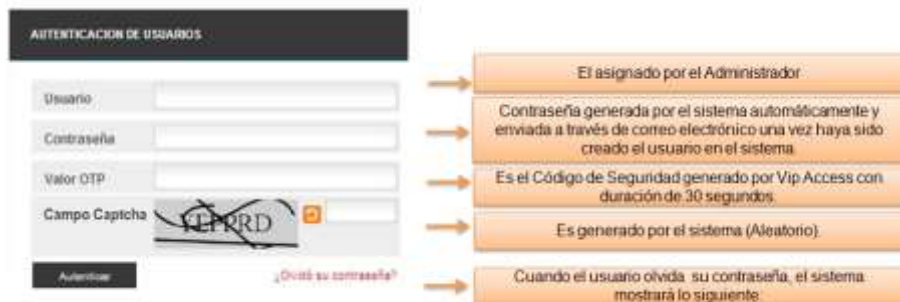 AUTENTICACION DE USUARIOS
Usuario
El asignado por el Administrador
Contraseña
Contraseña generada por el sistema automáticamente y
enviada a través de correo electrónico una vez haya sido
creado el usuario en el sistema
Valor OTP
Es el Código de Seguridad generado por Vip Access con
duración de 30 segundos
Campo Captcha
Es generado por el sistema (Aleatorio)
Autenticar
¿Olvidó su contraseña?
Cuando el usuario olvida su contraseña, el sistema
mostrará lo siguiente